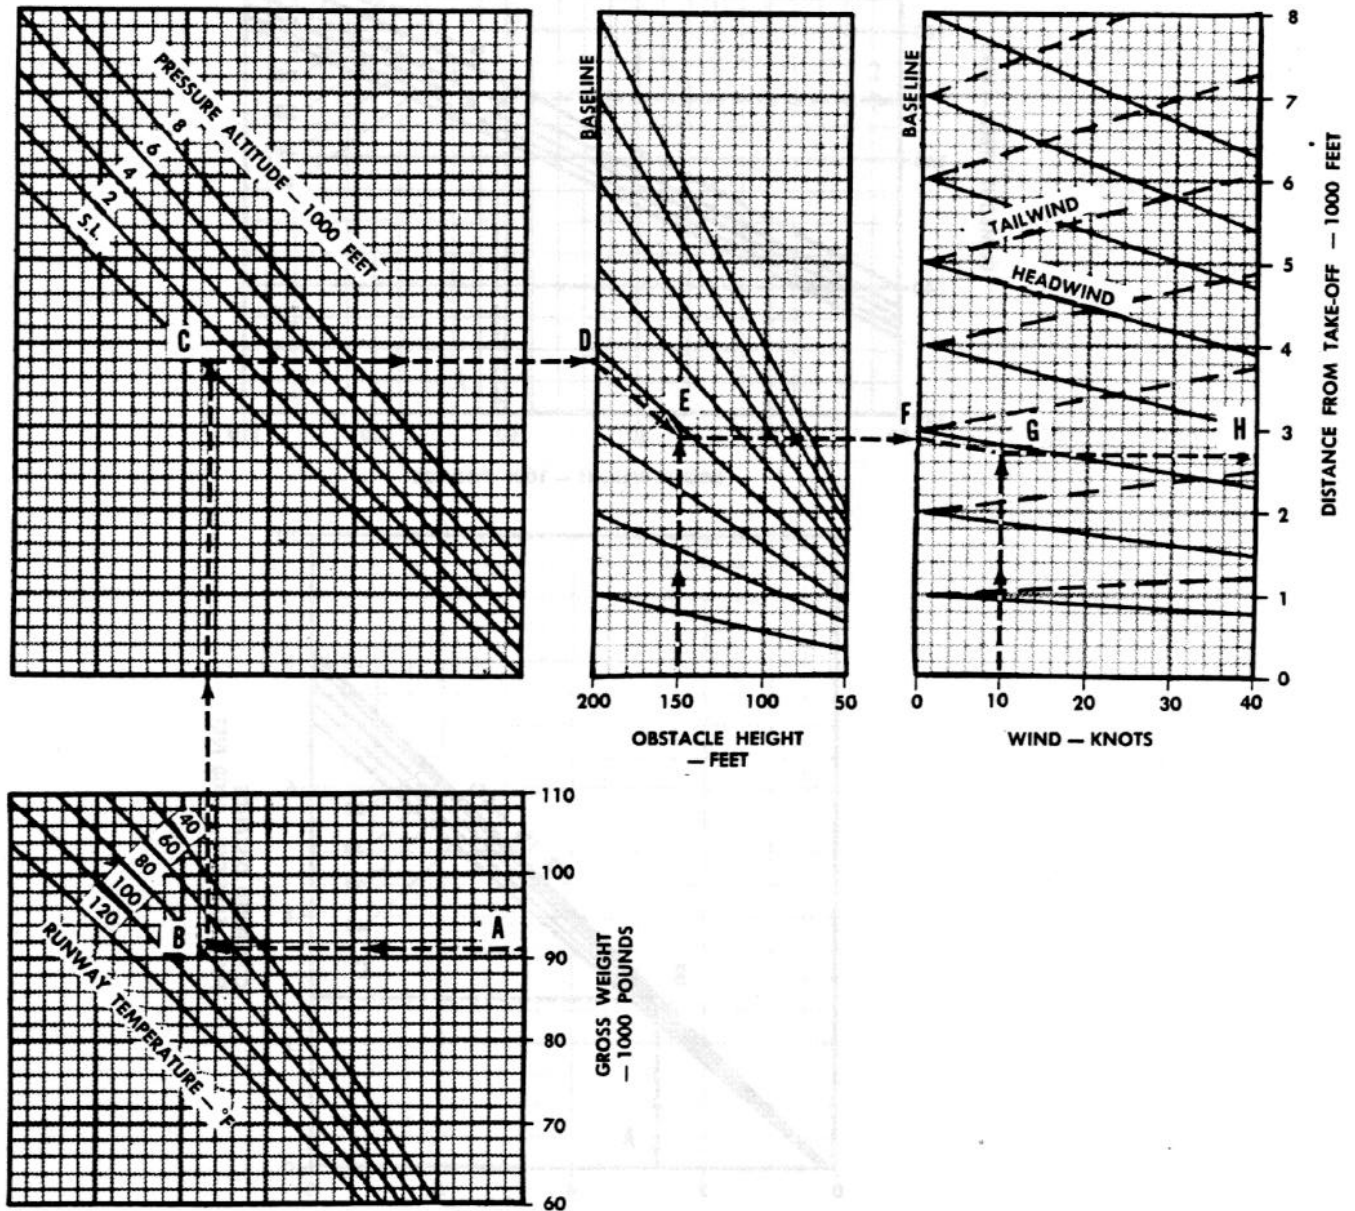 PRESSURE ALTITUDE — 1000 FEET
8
6
4
2
S.L.
C
BASELINE
D
E
200 150 100 50
OBSTACLE HEIGHT
— FEET
BASELINE
TAILWIND
HEADWIND
F
G
H
0 10 20 30 40
WIND — KNOTS
8
7
6
5
4
3
2
1
0
DISTANCE FROM TAKE-OFF — 1000 FEET
40
60
80
100
120
RUNWAY TEMPERATURE — °F
B
A
110
100
90
80
70
60
GROSS WEIGHT
— 1000 POUNDS